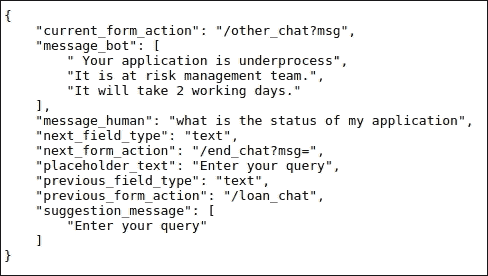 {
    "current_form_action": "/other_chat?msg",
    "message_bot": [
        " Your application is underprocess",
        "It is at risk management team.",
        "It will take 2 working days."
    ],
    "message_human": "what is the status of my application",
    "next_field_type": "text",
    "next_form_action": "/end_chat?msg=",
    "placeholder_text": "Enter your query",
    "previous_field_type": "text",
    "previous_form_action": "/loan_chat",
    "suggestion_message": [
        "Enter your query"
    ]
}